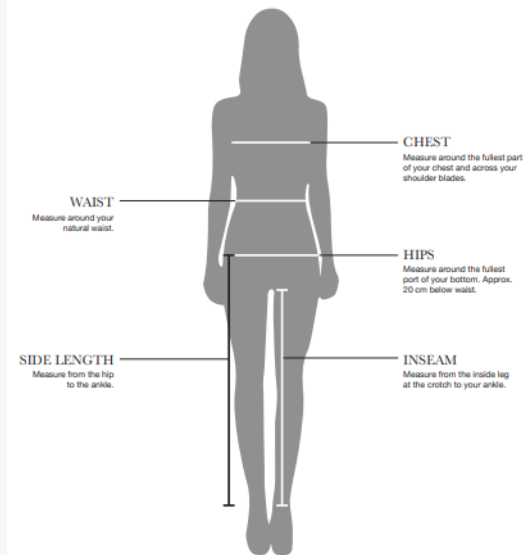 CHEST
Measure around the fullest part
of your chest and across your
shoulder blades.
WAIST
Measure around your
natural waist.
HIPS
Measure around the fullest
port of your bottom. Approx.
20 cm below waist.
SIDE LENGTH
Measure from the hip
to the ankle.
INSEAM
Measure from the inside leg
at the crotch to your ankle.